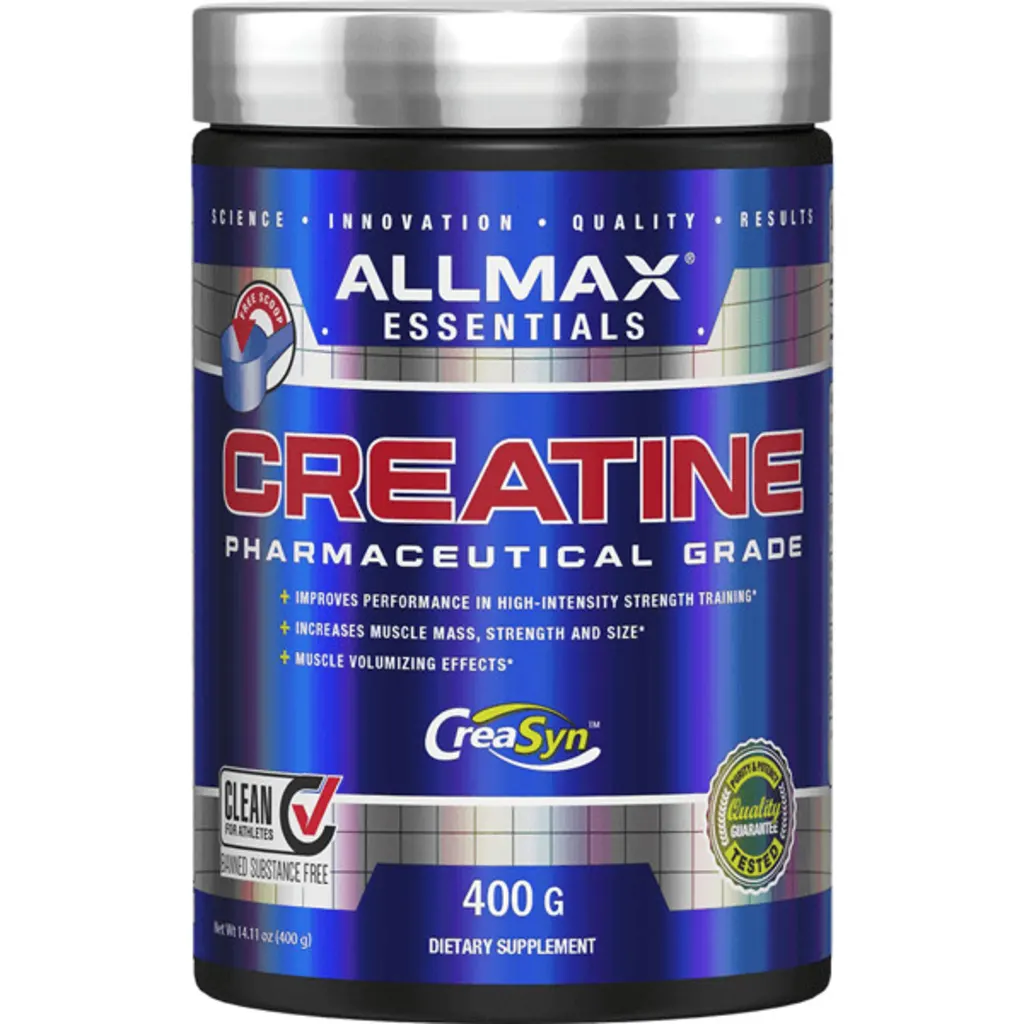 SCIENCE • INNOVATION • QUALITY • RESULTS
ALLMAX®
• ESSENTIALS •
FREE SCOOP
CREATINE
PHARMACEUTICAL GRADE
+ IMPROVES PERFORMANCE IN HIGH-INTENSITY STRENGTH TRAINING*
+ INCREASES MUSCLE MASS, STRENGTH AND SIZE*
+ MUSCLE VOLUMIZING EFFECTS*
CreaSyn™
CLEAN
FOR ATHLETES
BANNED SUBSTANCE FREE
PURITY & POTENCY
Quality
GUARANTEE
TESTED
400 G
Net Wt 14.11 oz (400 g)
DIETARY SUPPLEMENT